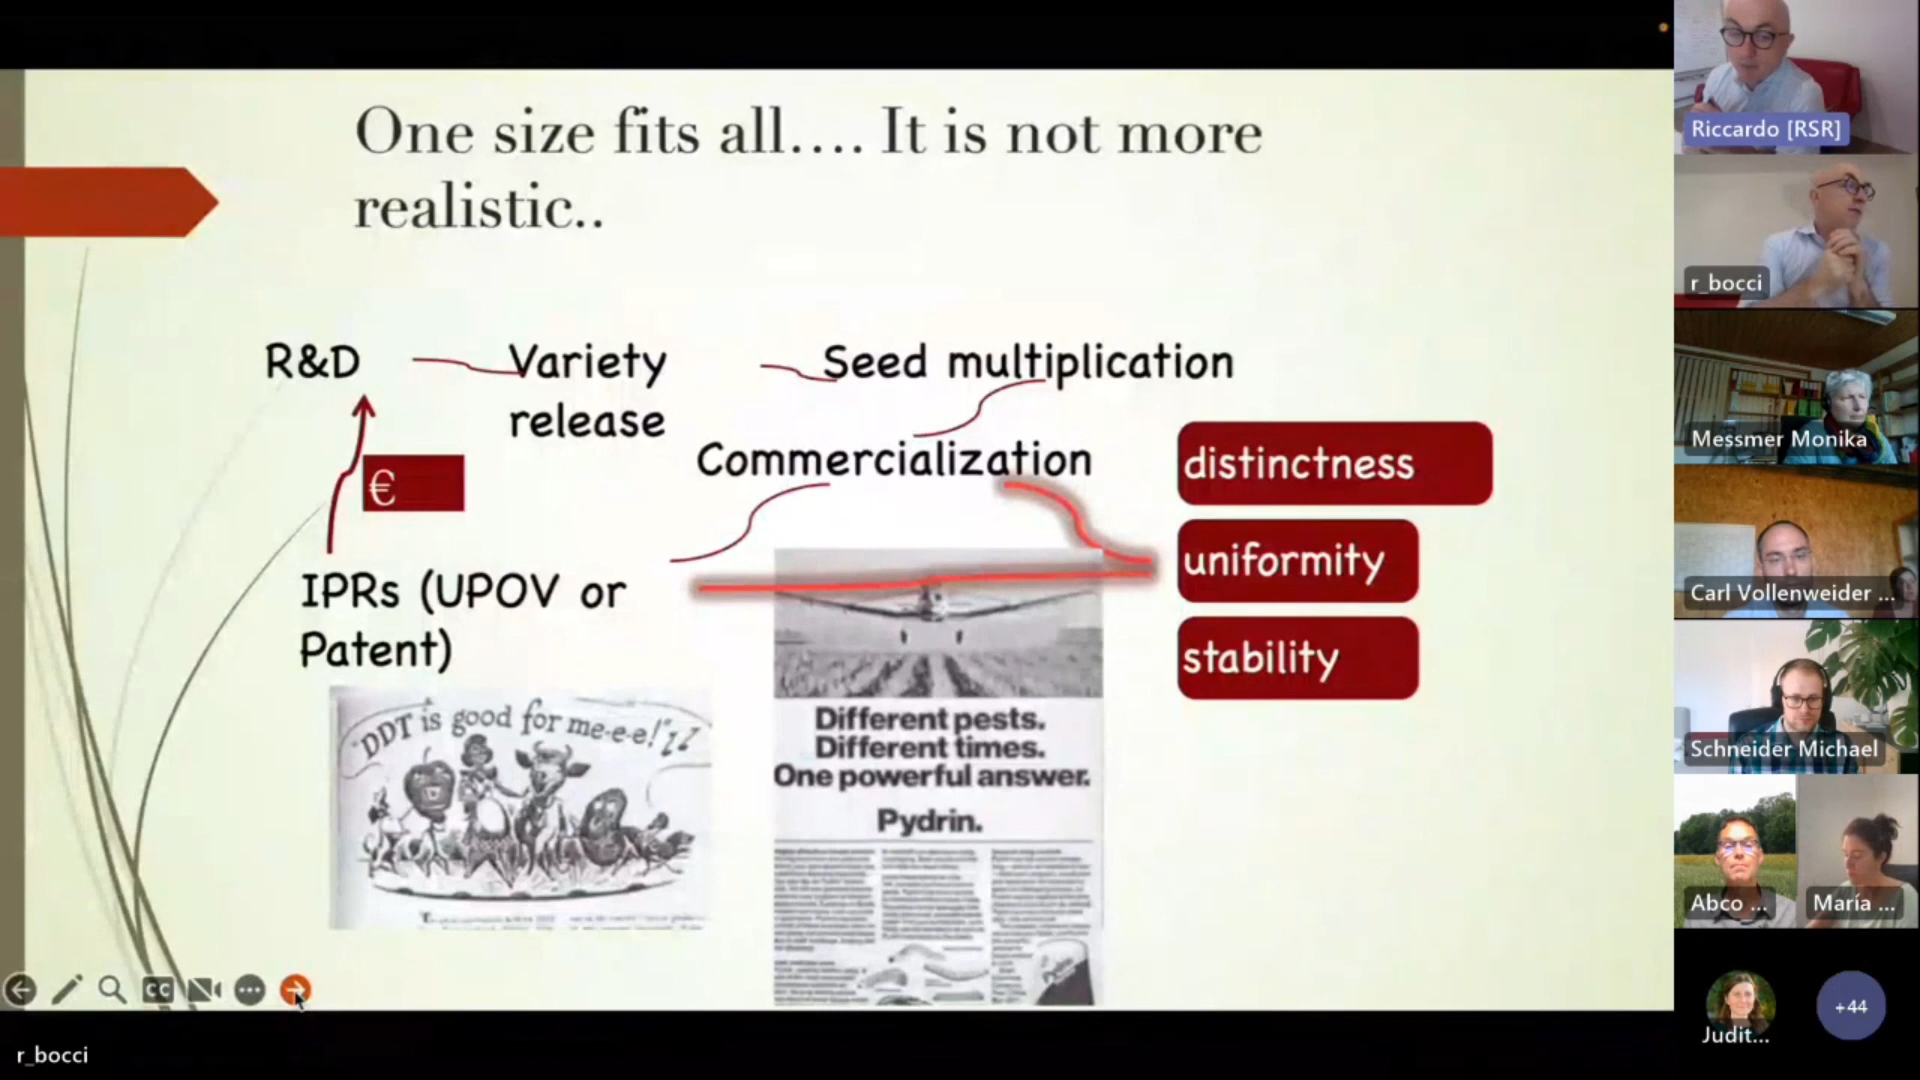 One size fits all.... It is not more
realistic..
R&D
Variety
release
Seed multiplication
Commercialization
€
IPRs (UPOV or
Patent)
distinctness
uniformity
stability
"DDT is good for me-e-e!"
Different pests.
Different times.
One powerful answer.
Pydrin.
CC
r_bocci
Riccardo [RSR]
r_bocci
Messmer Monika
Carl Vollenweider ...
Schneider Michael
Abco ...
María ...
Judit...
+44